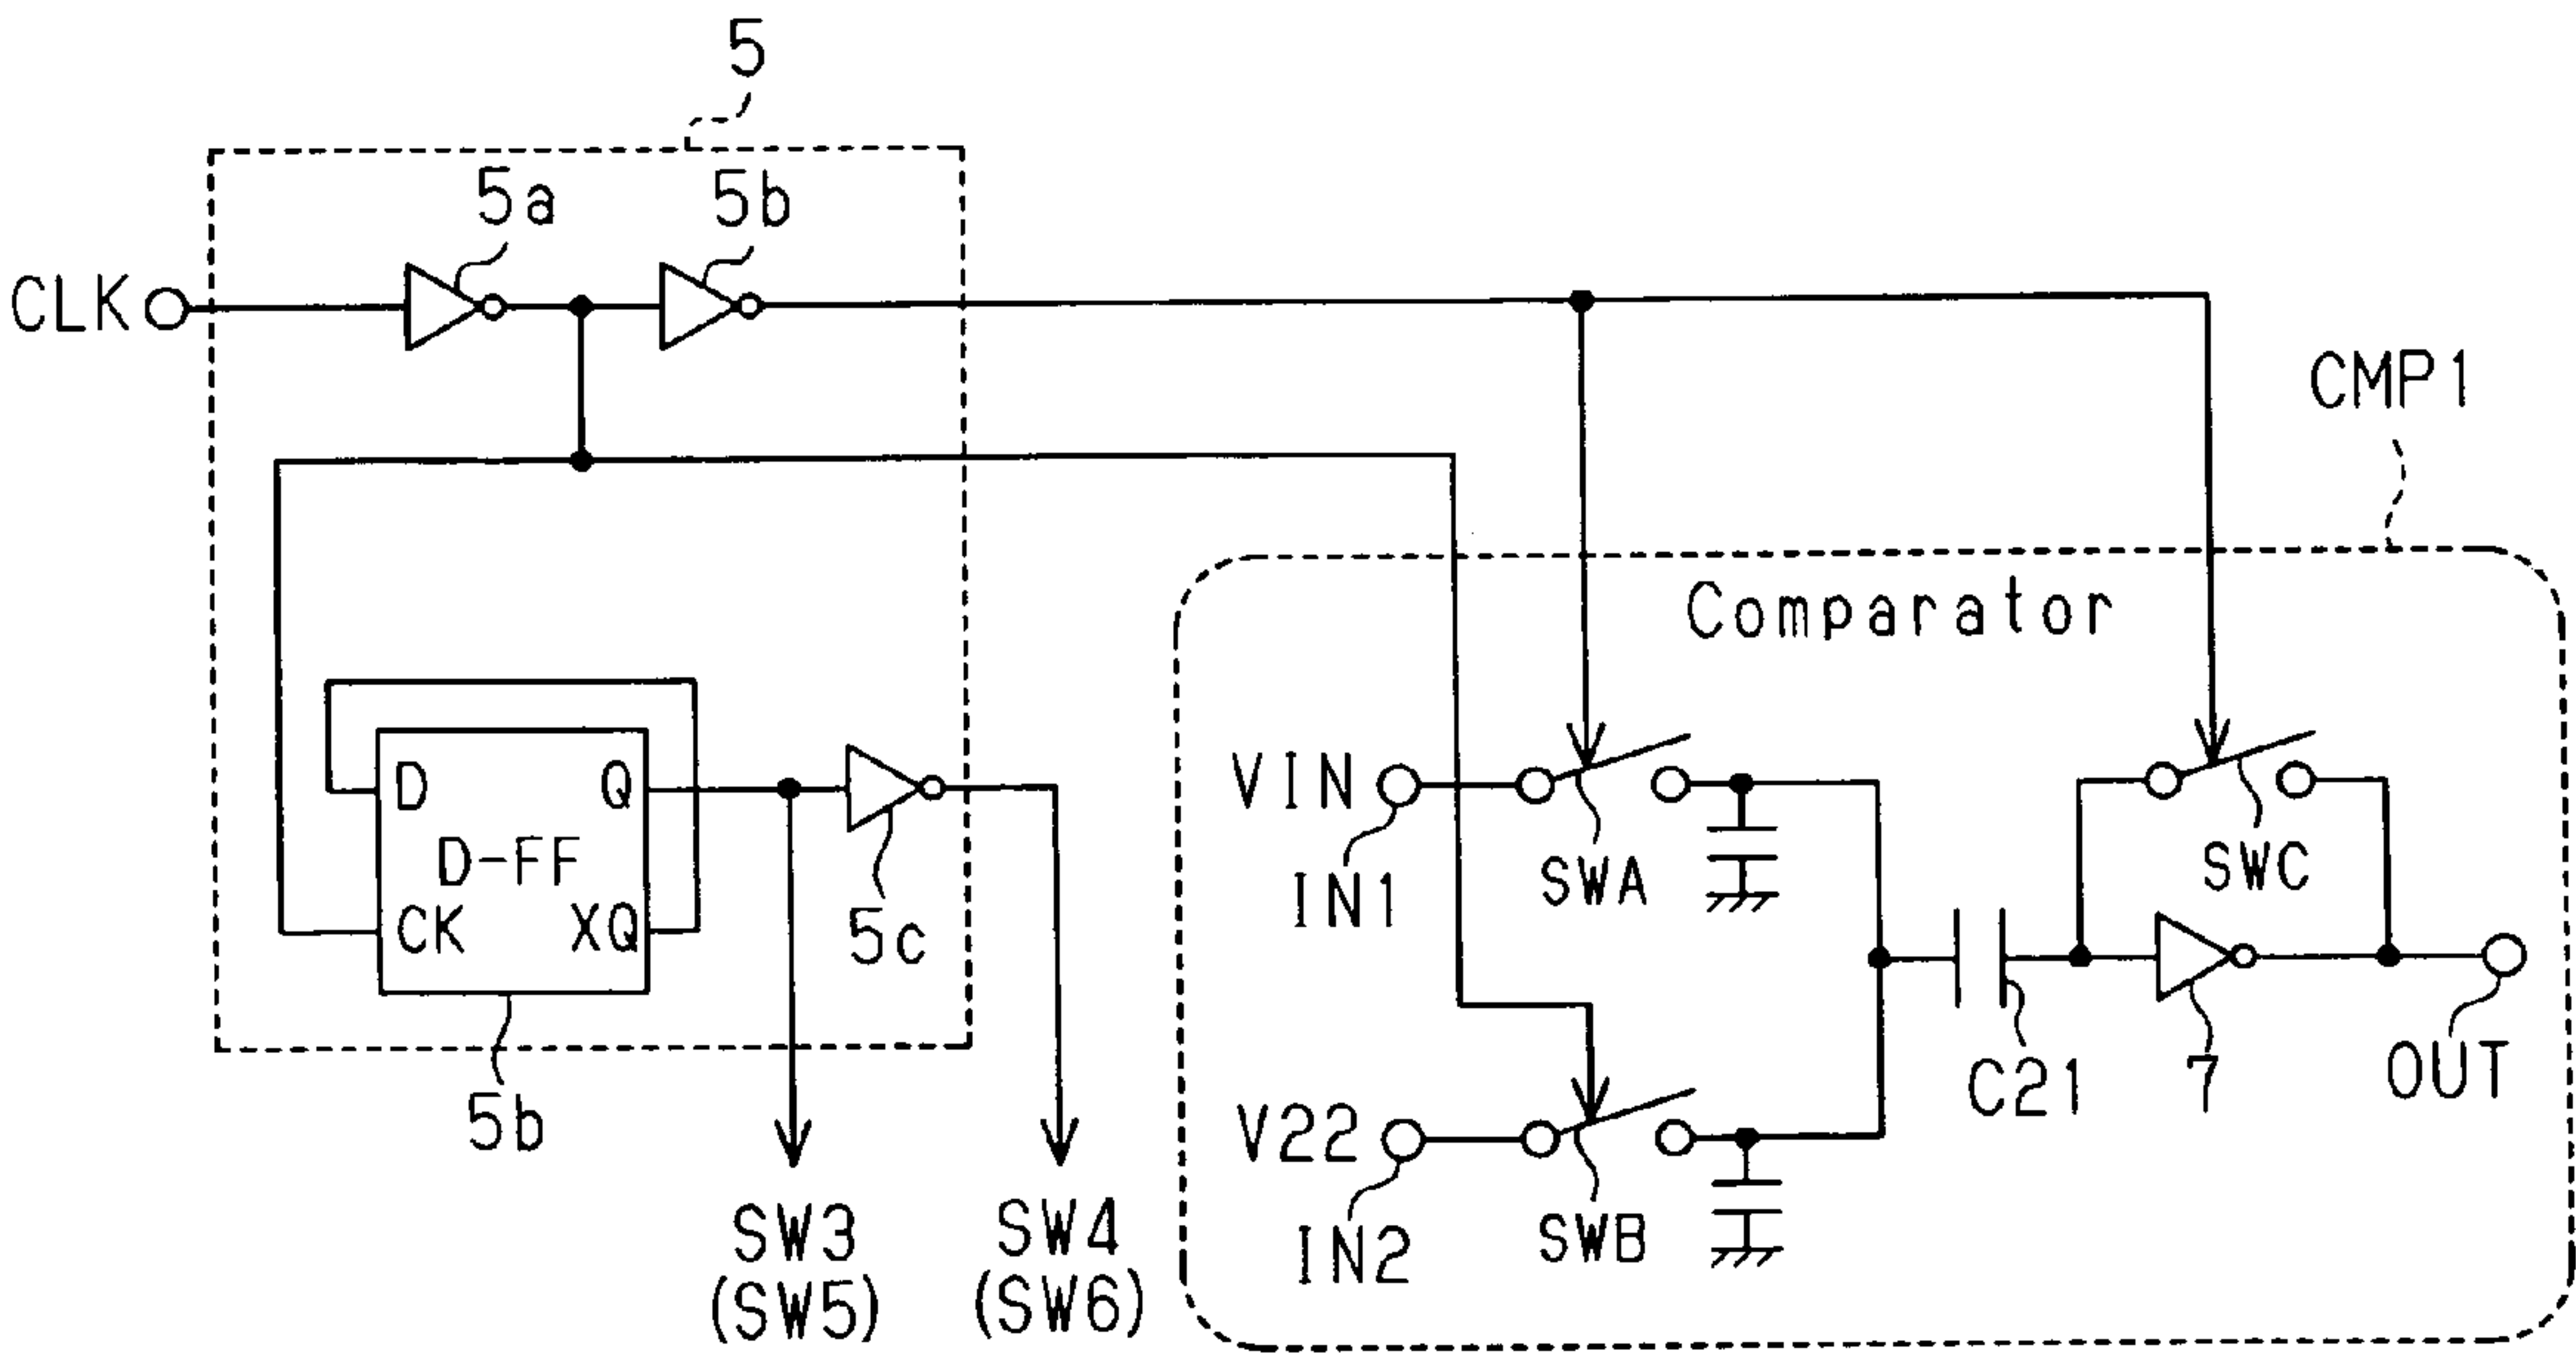 5
5a
5b
CLK
CMP1
Comparator
D
Q
D-FF
CK
XQ
5c
5b
VIN
IN1
SWA
SWC
C21
7
OUT
V22
IN2
SWB
SW3
(SW5)
SW4
(SW6)